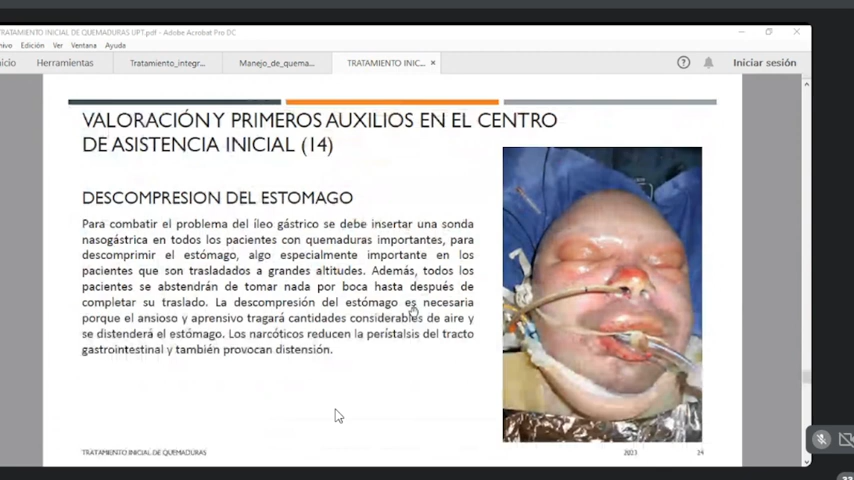 TRATAMIENTO INICIAL DE QUEMADURAS UPT.pdf - Adobe Acrobat Pro DC
Edición Ver Ventana Ayuda
Herramientas Tratamiento_integr... Manejo_de_quema... TRATAMIENTO INIC... × Iniciar sesión
VALORACIÓN Y PRIMEROS AUXILIOS EN EL CENTRO
DE ASISTENCIA INICIAL (14)
DESCOMPRESION DEL ESTOMAGO
Para combatir el problema del íleo gástrico se debe insertar una sonda
nasogástrica en todos los pacientes con quemaduras importantes, para
descomprimir el estómago, algo especialmente importante en los
pacientes que son trasladados a grandes altitudes. Además, todos los
pacientes se abstendrán de tomar nada por boca hasta después de
completar su traslado. La descompresión del estómago es necesaria
porque el ansioso y aprensivo tragará cantidades considerables de aire y
se distenderá el estómago. Los narcóticos reducen la perístalsis del tracto
gastrointestinal y también provocan distensión.
TRATAMIENTO INICIAL DE QUEMADURAS 2023 24